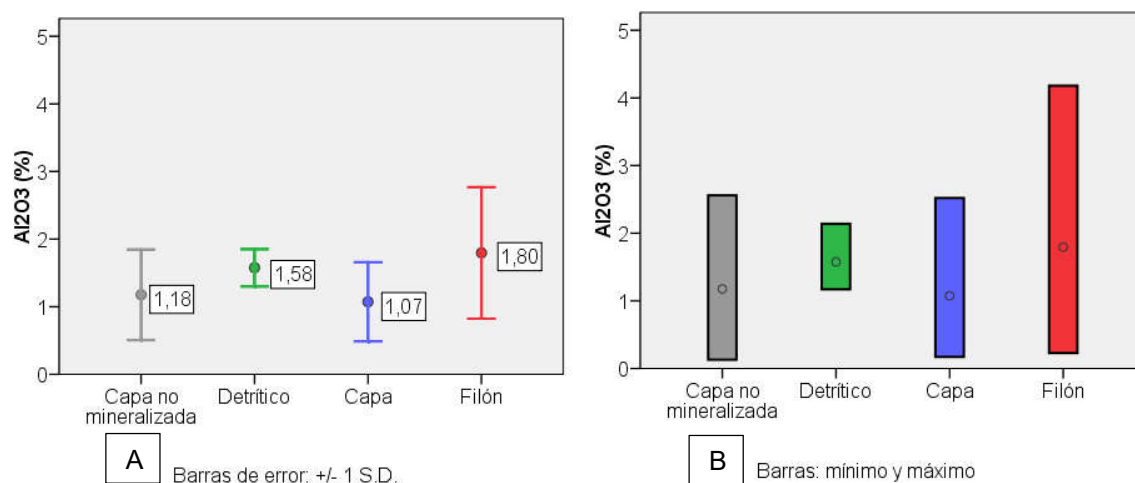 Al2O3 (%)
5
4
3
2
1
0
1,18
1,58
1,07
1,80
Capa no
mineralizada
Detrítico
Capa
Filón
A
Barras de error: +/- 1 S.D.
Al2O3 (%)
5
4
3
2
1
0
Capa no
mineralizada
Detrítico
Capa
Filón
B
Barras: mínimo y máximo